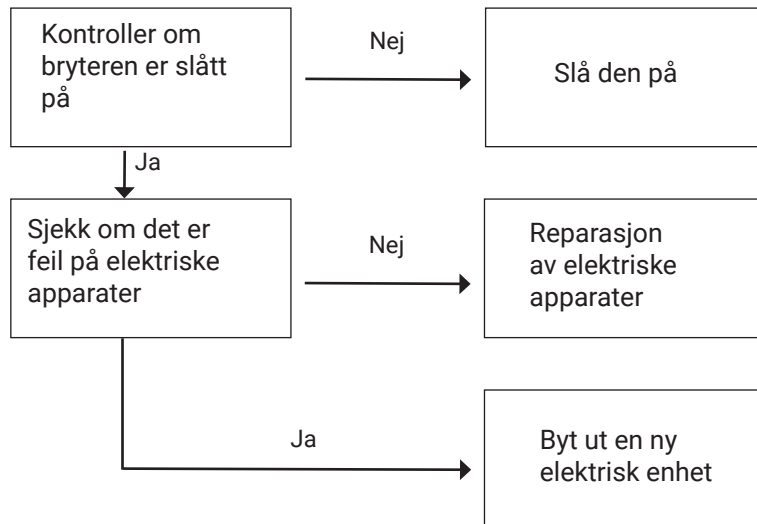 Kontroller om
bryteren er slått
på
Nej
Slå den på
Ja
Sjekk om det er
feil på elektriske
apparater
Nej
Reparasjon
av elektriske
apparater
Ja
Byt ut en ny
elektrisk enhet